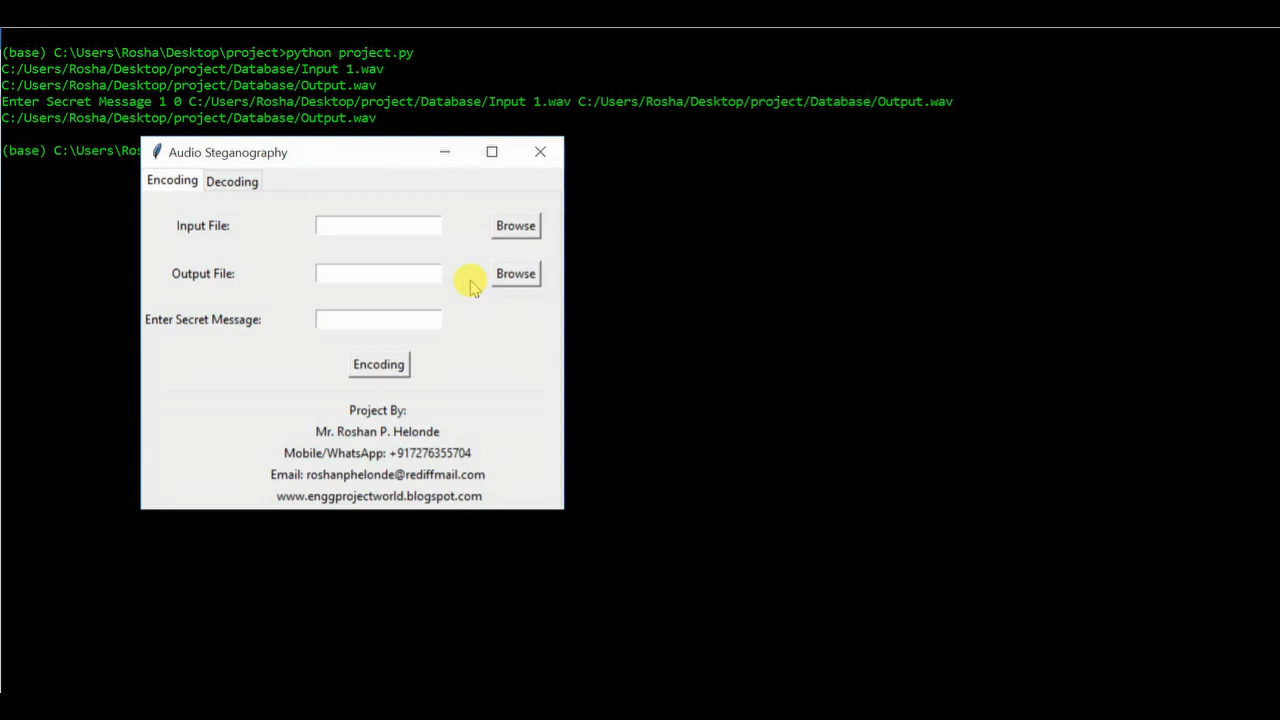 (base) C:\Users\Rosha\Desktop\project>python project.py
C:/Users/Rosha/Desktop/project/Database/Input 1.wav
C:/Users/Rosha/Desktop/project/Database/Output.wav
Enter Secret Message 1 0 C:/Users/Rosha/Desktop/project/Database/Input 1.wav C:/Users/Rosha/Desktop/project/Database/Output.wav
C:/Users/Rosha/Desktop/project/Database/Output.wav
(base) C:\Users\Ros
Audio Steganography
Encoding Decoding
Input File: Browse
Output File: Browse
Enter Secret Message:
Encoding
Project By:
Mr. Roshan P. Helonde
Mobile/WhatsApp: +917276355704
Email: roshanphelonde@rediffmail.com
www.enggprojectworld.blogspot.com